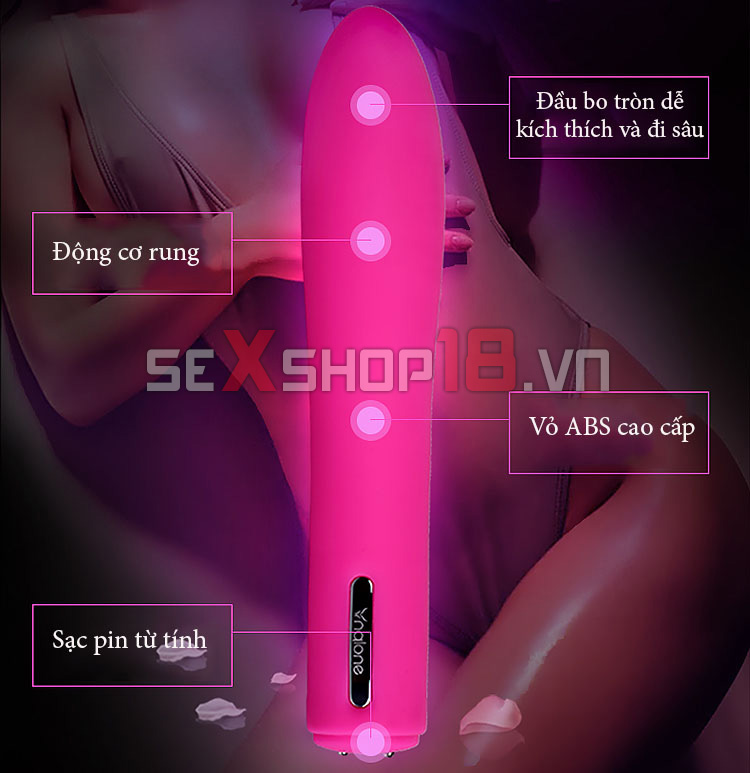 Đầu bo tròn dễ
kích thích và đi sâu
Động cơ rung
SEXSHOP18.VN
Vỏ ABS cao cấp
Sạc pin từ tính
nalone